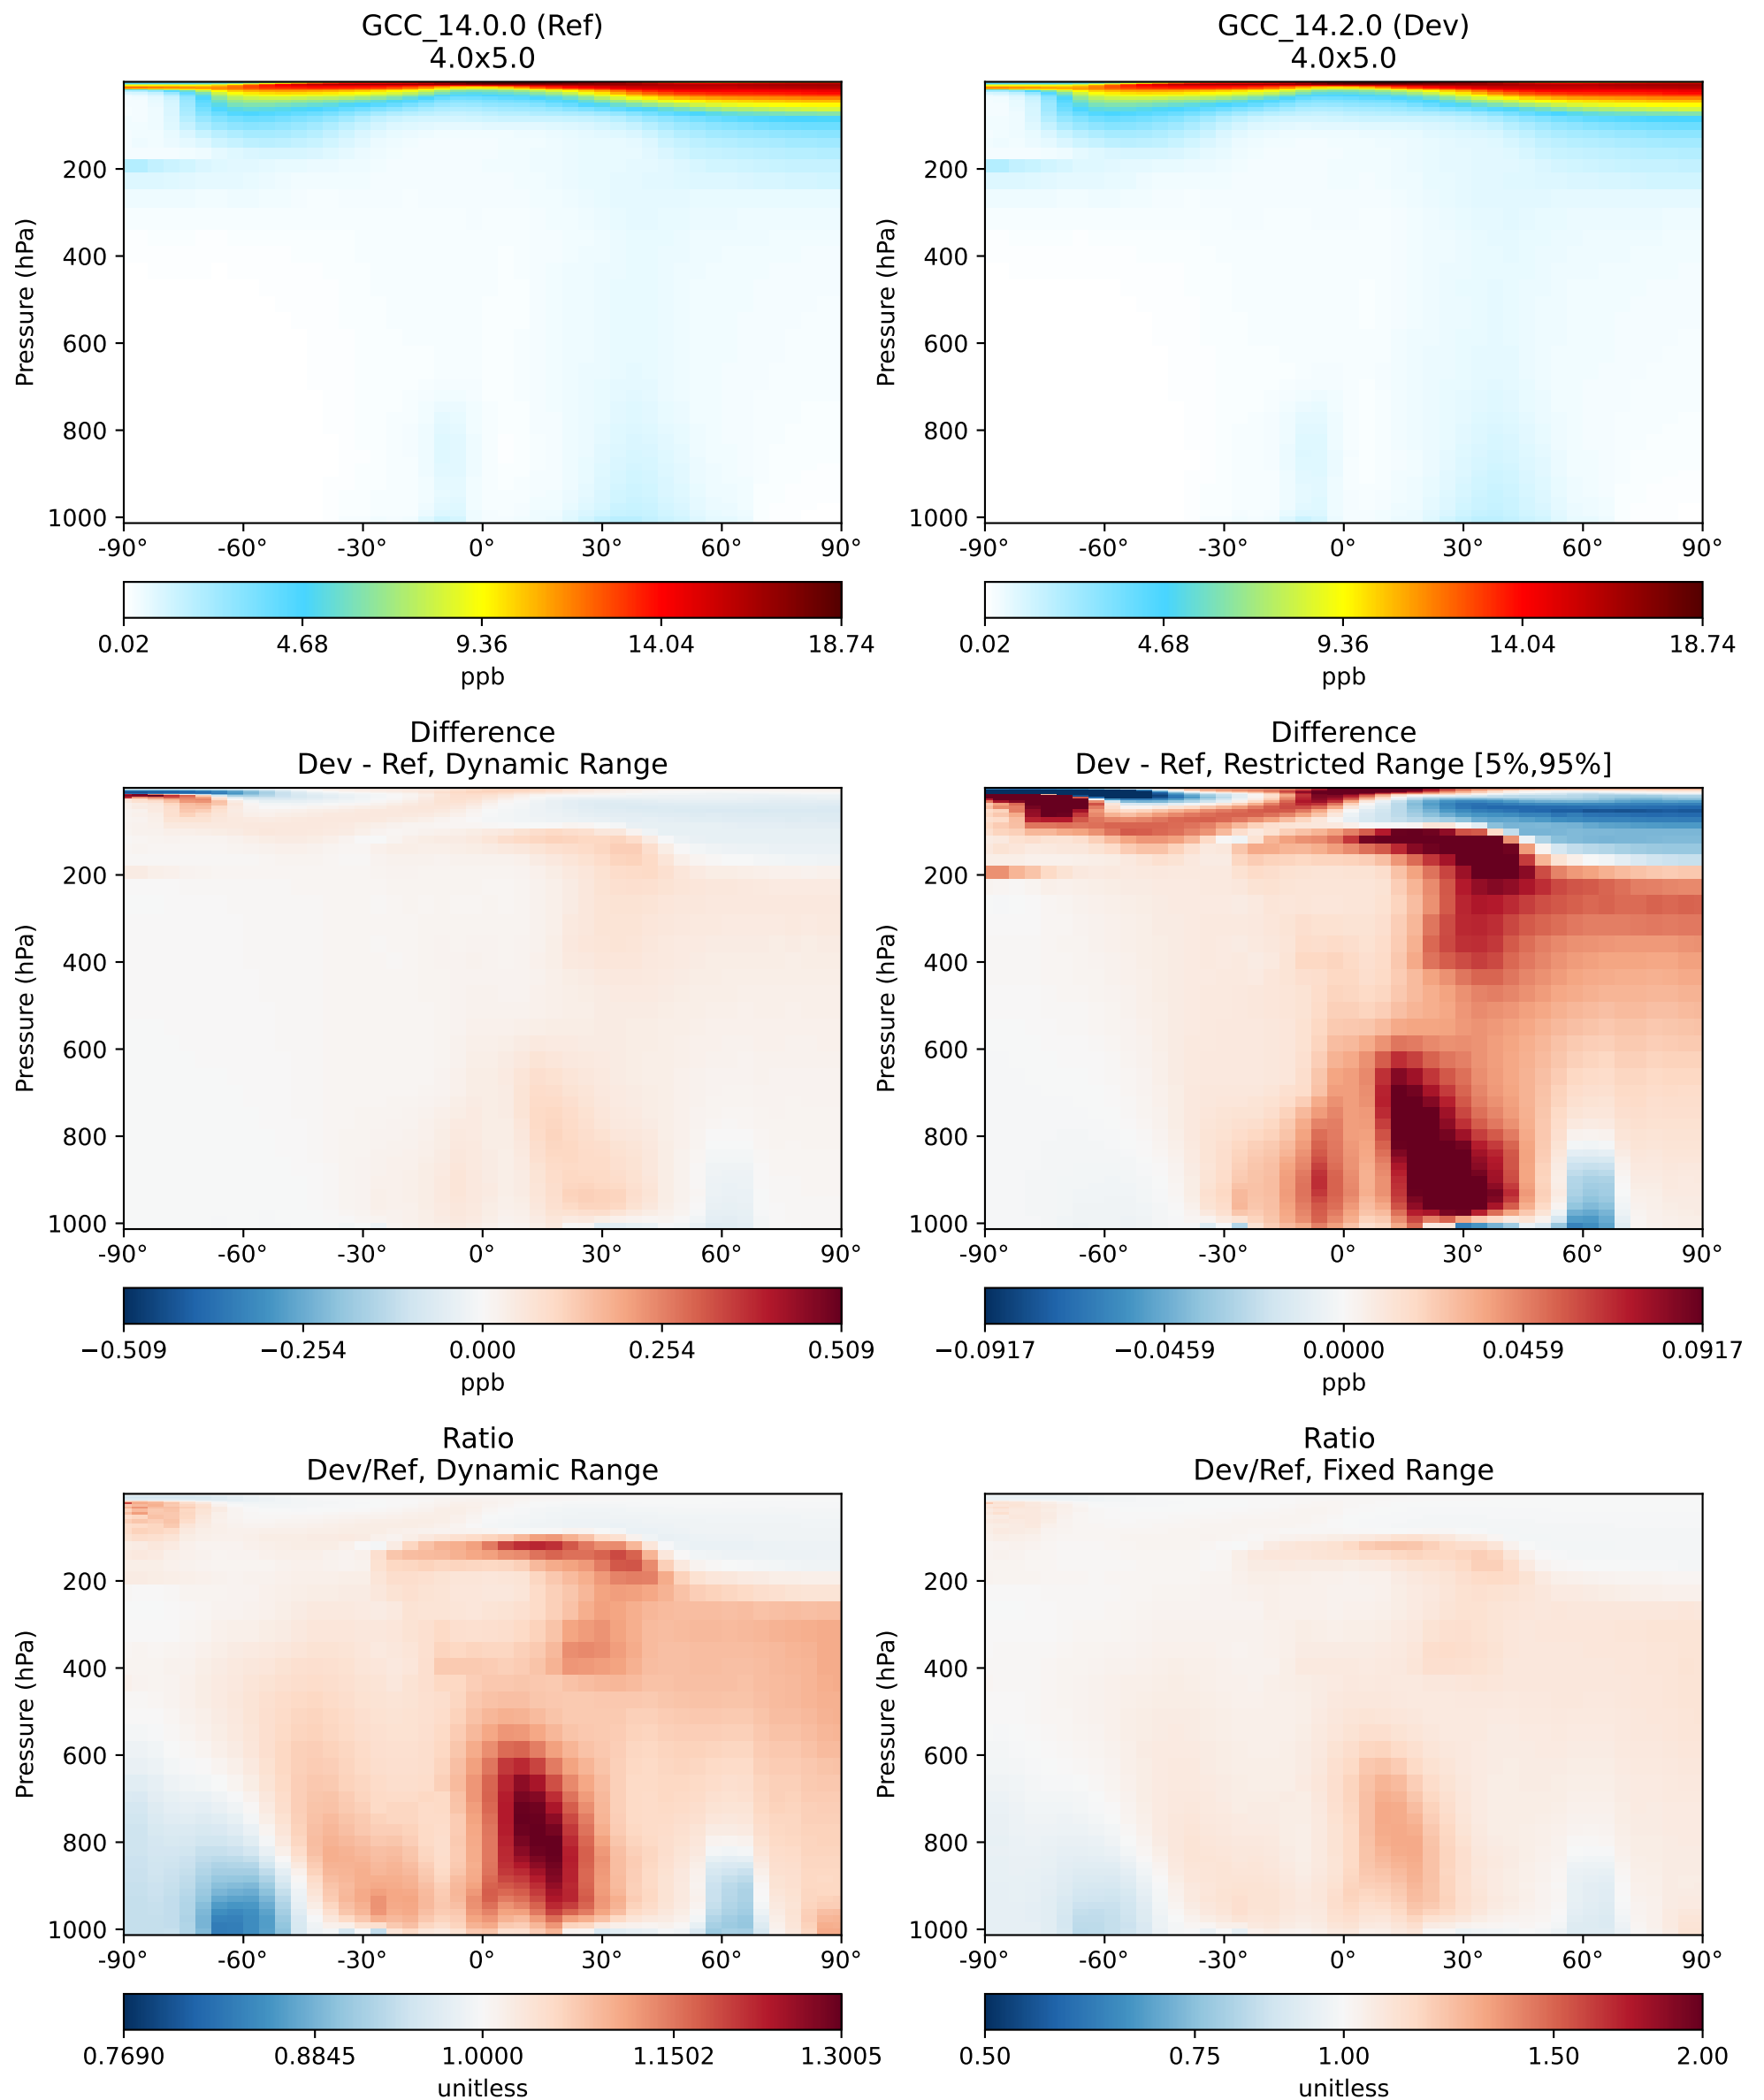 GCC_14.0.0 (Ref)
4.0x5.0
GCC_14.2.0 (Dev)
4.0x5.0
Pressure (hPa)
200
400
600
800
1000
-90° -60° -30° 0° 30° 60° 90°
0.02 4.68 9.36 14.04 18.74
ppb
Pressure (hPa)
200
400
600
800
1000
-90° -60° -30° 0° 30° 60° 90°
0.02 4.68 9.36 14.04 18.74
ppb
Difference
Dev - Ref, Dynamic Range
Pressure (hPa)
200
400
600
800
1000
-90° -60° -30° 0° 30° 60° 90°
−0.509 −0.254 0.000 0.254 0.509
ppb
Difference
Dev - Ref, Restricted Range [5%,95%]
Pressure (hPa)
200
400
600
800
1000
-90° -60° -30° 0° 30° 60° 90°
−0.0917 −0.0459 0.0000 0.0459 0.0917
ppb
Ratio
Dev/Ref, Dynamic Range
Pressure (hPa)
200
400
600
800
1000
-90° -60° -30° 0° 30° 60° 90°
0.7690 0.8845 1.0000 1.1502 1.3005
unitless
Ratio
Dev/Ref, Fixed Range
Pressure (hPa)
200
400
600
800
1000
-90° -60° -30° 0° 30° 60° 90°
0.50 0.75 1.00 1.50 2.00
unitless